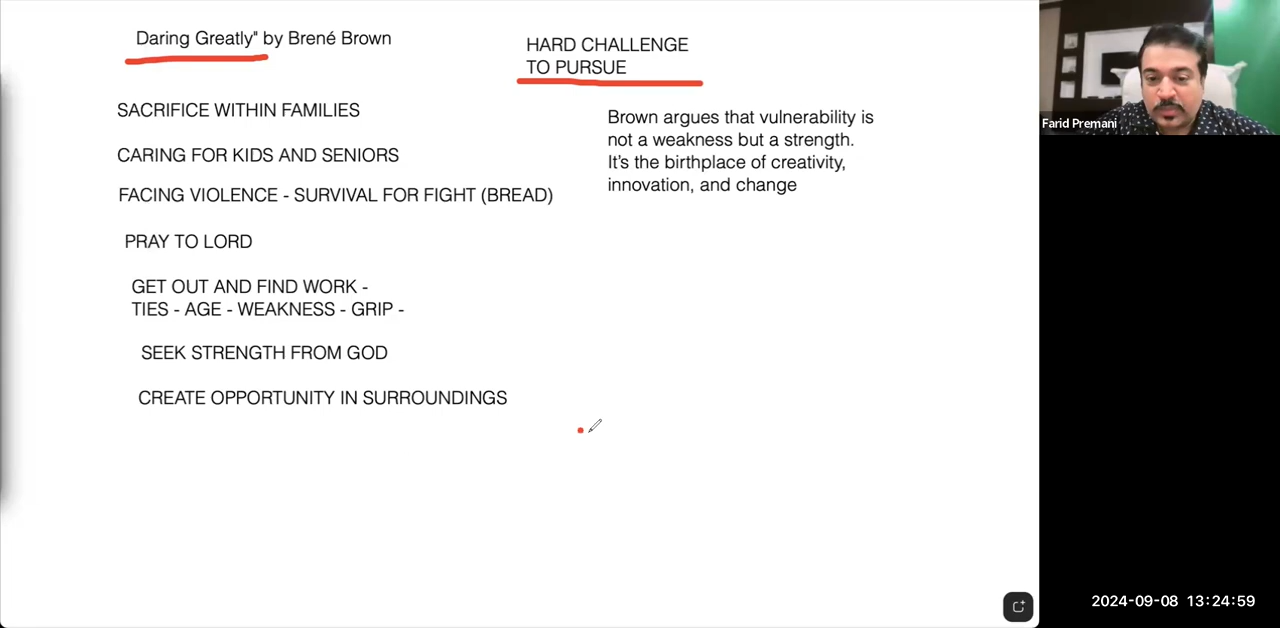 Daring Greatly" by Brené Brown
HARD CHALLENGE
TO PURSUE
SACRIFICE WITHIN FAMILIES
CARING FOR KIDS AND SENIORS
FACING VIOLENCE - SURVIVAL FOR FIGHT (BREAD)
PRAY TO LORD
GET OUT AND FIND WORK -
TIES - AGE - WEAKNESS - GRIP -
SEEK STRENGTH FROM GOD
CREATE OPPORTUNITY IN SURROUNDINGS
Brown argues that vulnerability is
not a weakness but a strength.
It's the birthplace of creativity,
innovation, and change
Farid Premani
2024-09-08 13:24:59